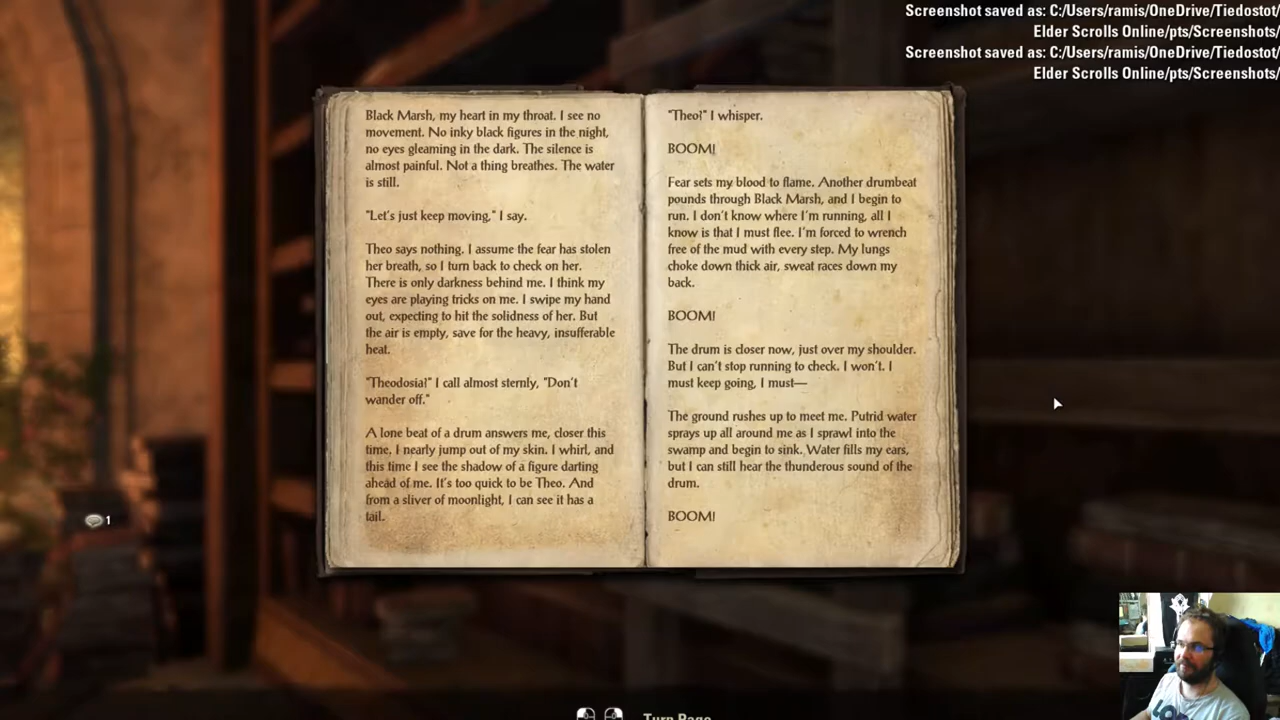 Screenshot saved as: C:/Users/ramis/OneDrive/Tiedostot/
Elder Scrolls Online/pts/Screenshots/
Screenshot saved as: C:/Users/ramis/OneDrive/Tiedostot/
Elder Scrolls Online/pts/Screenshots/
Black Marsh, my heart in my throat. I see no
movement. No inky black figures in the night,
no eyes gleaming in the dark. The silence is
almost painful. Not a thing breathes. The water
is still.
"Let's just keep moving," I say.
Theo says nothing. I assume the fear has stolen
her breath, so I turn back to check on her.
There is only darkness behind me. I think my
eyes are playing tricks on me. I swipe my hand
out, expecting to hit the solidness of her. But
the air is empty, save for the heavy, insufferable
heat.
"Theodosia?" I call almost sternly, "Don't
wander off."
A lone beat of a drum answers me, closer this
time. I nearly jump out of my skin. I whirl, and
this time I see the shadow of a figure darting
ahead of me. It's too quick to be Theo. And
from a sliver of moonlight, I can see it has a
tail.
"Theo?" I whisper.
BOOM!
Fear sets my blood to flame. Another drumbeat
pounds through Black Marsh, and I begin to
run. I don't know where I'm running, all I
know is that I must flee. I'm forced to wrench
free of the mud with every step. My lungs
choke down thick air, sweat races down my
back.
BOOM!
The drum is closer now, just over my shoulder.
But I can't stop running to check. I won't. I
must keep going, I must—
The ground rushes up to meet me. Putrid water
sprays up all around me as I sprawl into the
swamp and begin to sink. Water fills my ears,
but I can still hear the thunderous sound of the
drum.
BOOM!
1
Turn Page